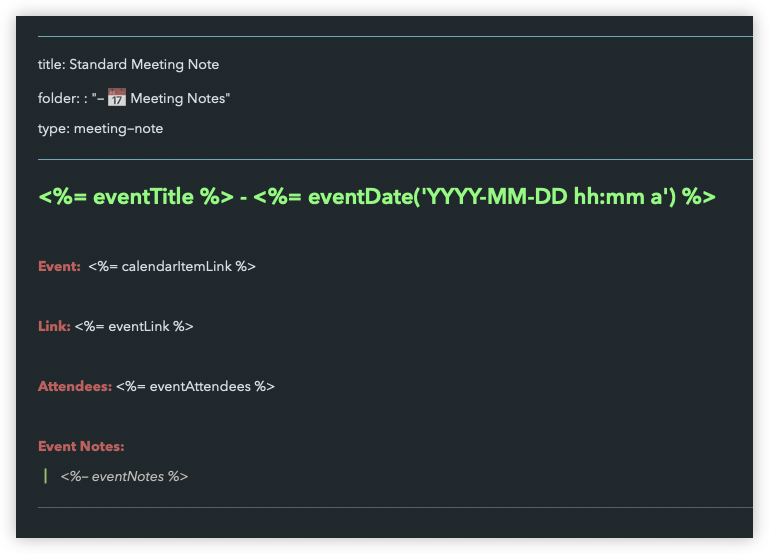 title: Standard Meeting Note
folder: : "– 📅 Meeting Notes"
type: meeting–note
<%= eventTitle %> - <%= eventDate('YYYY-MM-DD hh:mm a') %>
Event: <%= calendarItemLink %>
Link: <%= eventLink %>
Attendees: <%= eventAttendees %>
Event Notes:
<%– eventNotes %>